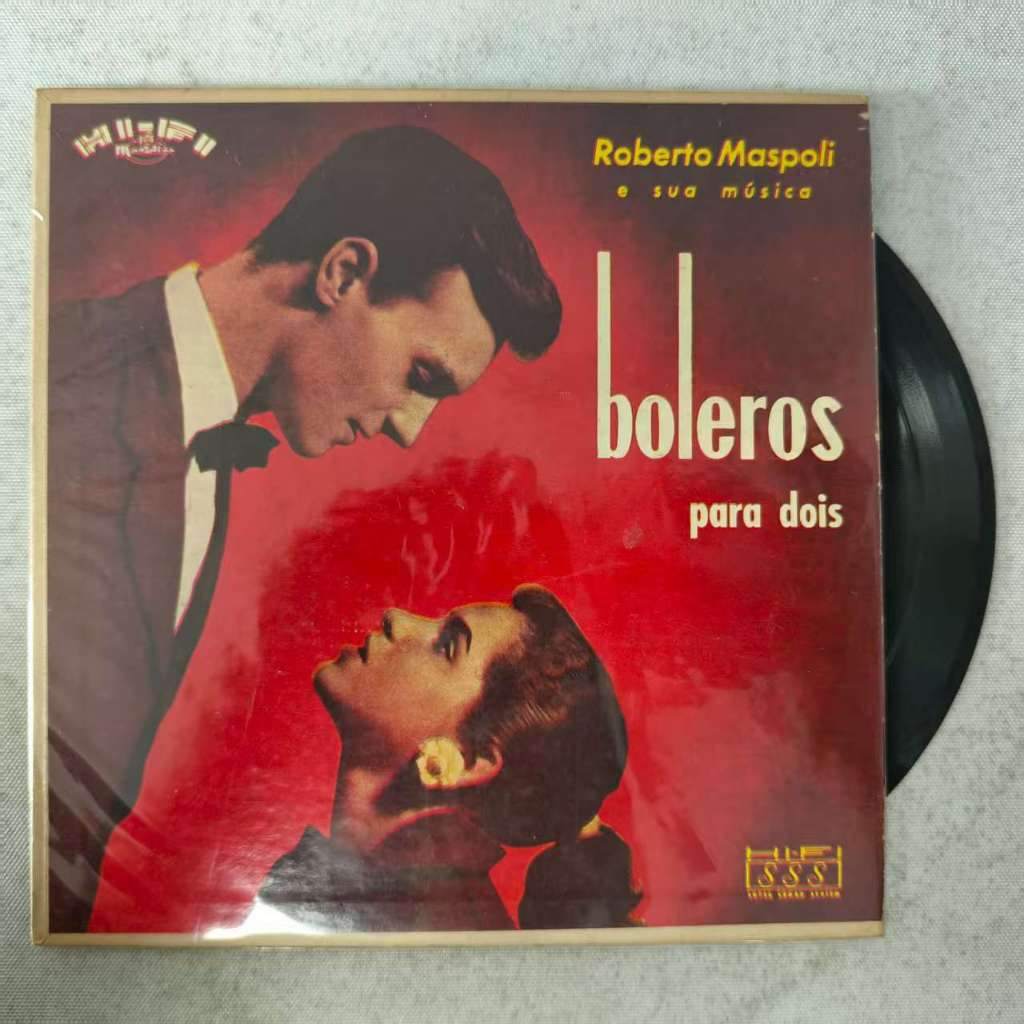 HI-FI
Roberto Maspoli
e sua música
boleros
para dois
HI-FI
SSS